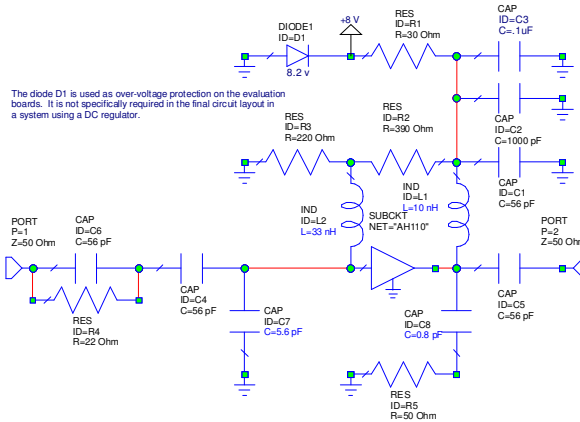 +8 V
DIODE1
ID=D1
8.2 v
RES
ID=R1
R=30 Ohm
CAP
ID=C3
C=.1uF
The diode D1 is used as over-voltage protection on the evaluation
boards. It is not specifically required in the final circuit layout in
a system using a DC regulator.
RES
ID=R3
R=220 Ohm
RES
ID=R2
R=390 Ohm
CAP
ID=C2
C=1000 pF
IND
ID=L2
L=33 nH
IND
ID=L1
L=10 nH
CAP
ID=C1
C=56 pF
SUBCKT
NET="AH110"
PORT
P=1
Z=50 Ohm
CAP
ID=C6
C=56 pF
RES
ID=R4
R=22 Ohm
CAP
ID=C4
C=56 pF
CAP
ID=C7
C=5.6 pF
CAP
ID=C8
C=0.8 pF
CAP
ID=C5
C=56 pF
PORT
P=2
Z=50 Ohm
RES
ID=R5
R=50 Ohm